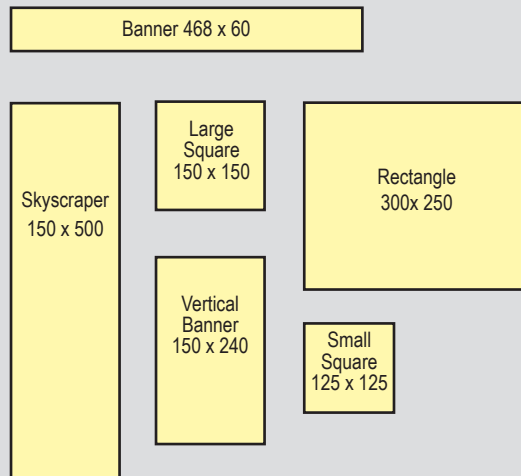 Banner 468 x 60
Skyscraper
150 x 500
Large
Square
150 x 150
Rectangle
300x 250
Vertical
Banner
150 x 240
Small
Square
125 x 125